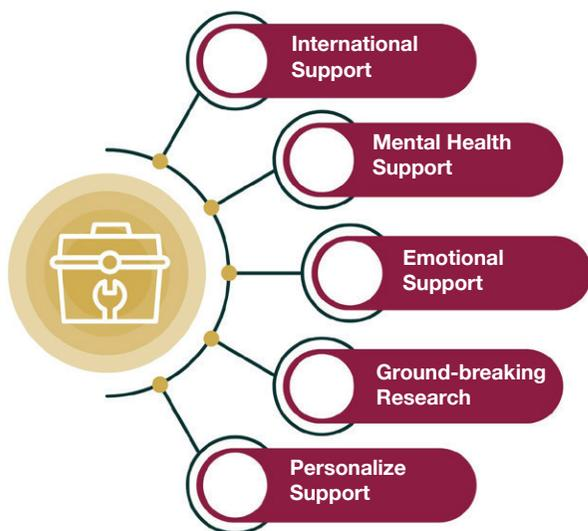 International
Support
Mental Health
Support
Emotional
Support
Ground-breaking
Research
Personalize
Support